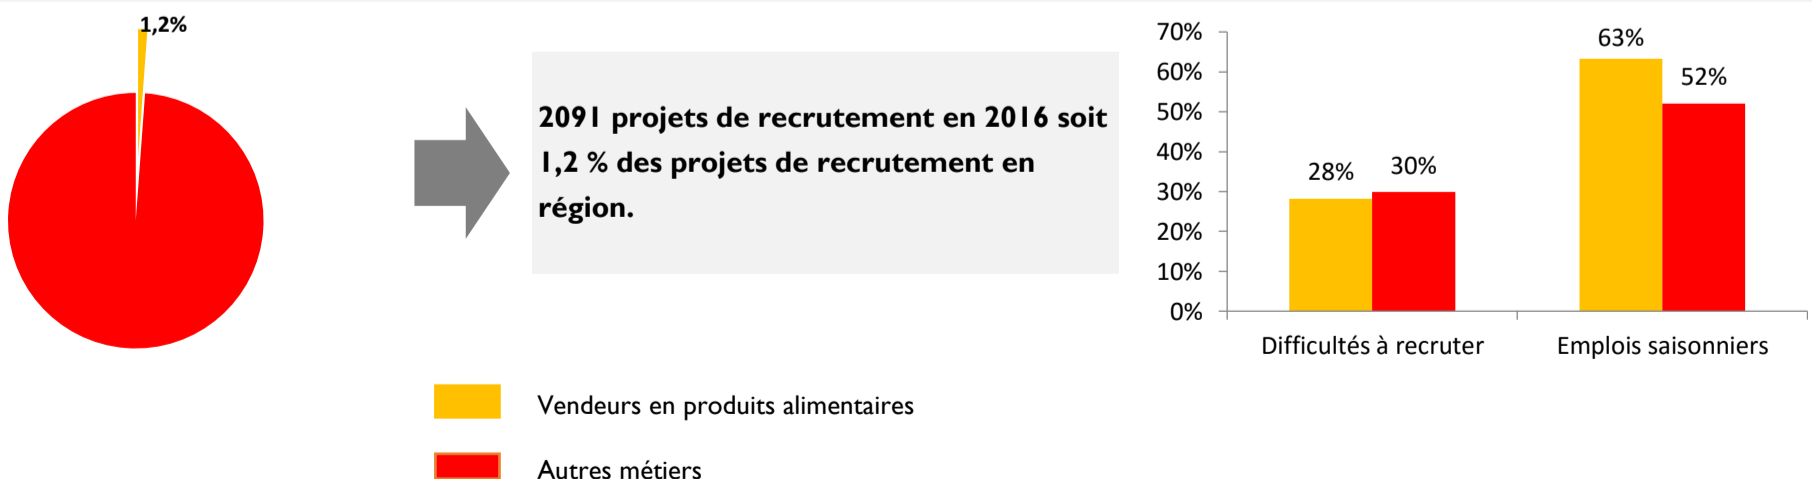 1,2%
2091 projets de recrutement en 2016 soit
1,2 % des projets de recrutement en
région.
70%
60%
50%
40%
30%
20%
10%
0%
28%
30%
63%
52%
Difficultés à recruter
Emplois saisonniers
Vendeurs en produits alimentaires
Autres métiers